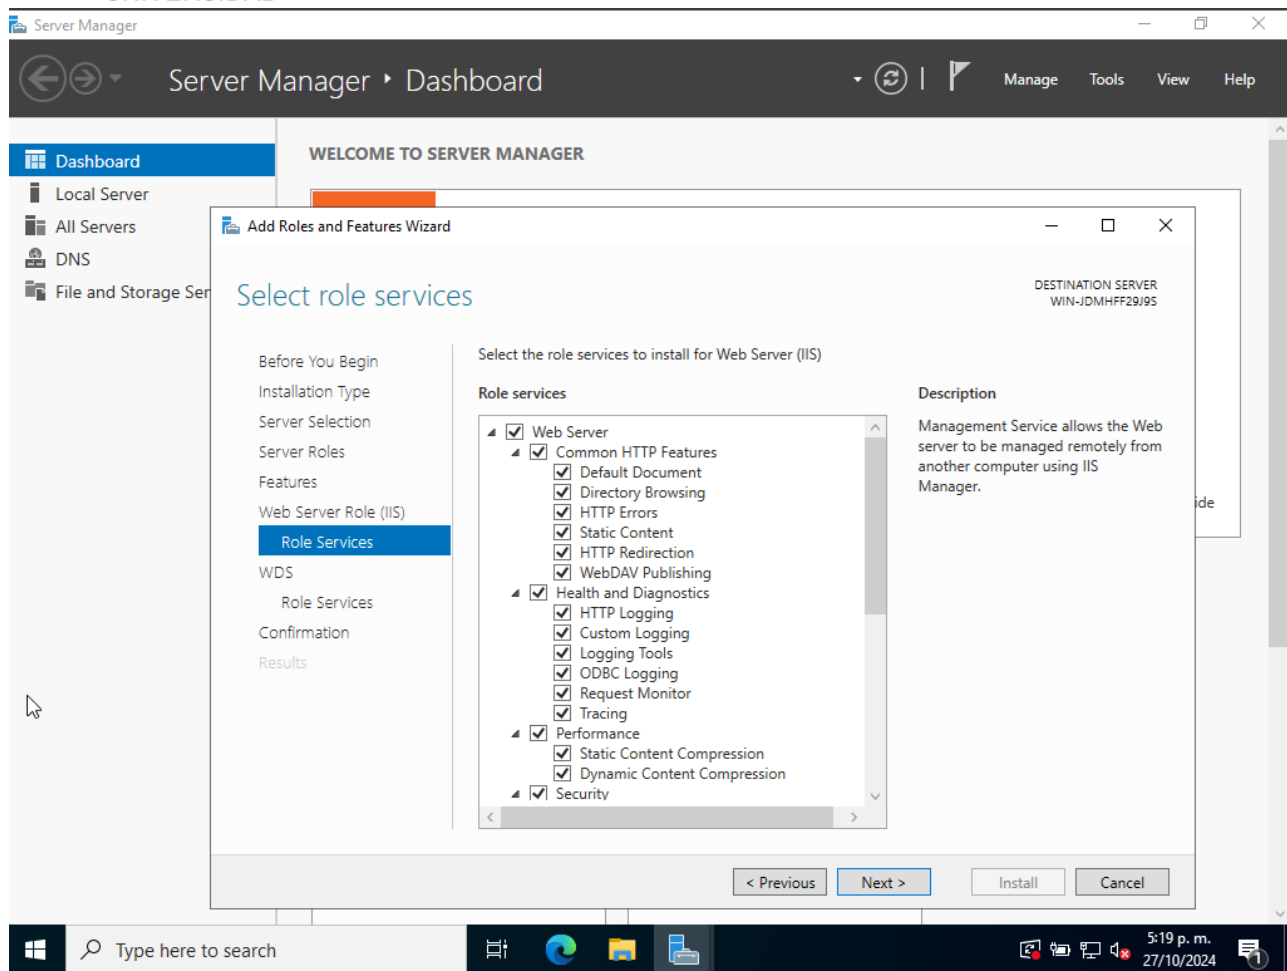 Server Manager
Server Manager
Dashboard
Manage
Tools
View
Help
Dashboard
Local Server
All Servers
DNS
File and Storage Ser
WELCOME TO SERVER MANAGER
Add Roles and Features Wizard
Select role services
DESTINATION SERVER
WIN-JDMHFF29J9S
Before You Begin
Installation Type
Server Selection
Server Roles
Features
Web Server Role (IIS)
Role Services
WDS
Role Services
Confirmation
Results
Select the role services to install for Web Server (IIS)
Role services
Web Server
Common HTTP Features
Default Document
Directory Browsing
HTTP Errors
Static Content
HTTP Redirection
WebDAV Publishing
Health and Diagnostics
HTTP Logging
Custom Logging
Logging Tools
ODBC Logging
Request Monitor
Tracing
Performance
Static Content Compression
Dynamic Content Compression
Security
Description
Management Service allows the Web
server to be managed remotely from
another computer using IIS
Manager.
ide
< Previous
Next >
Install
Cancel
Type here to search
5:19 p. m.
27/10/2024
1